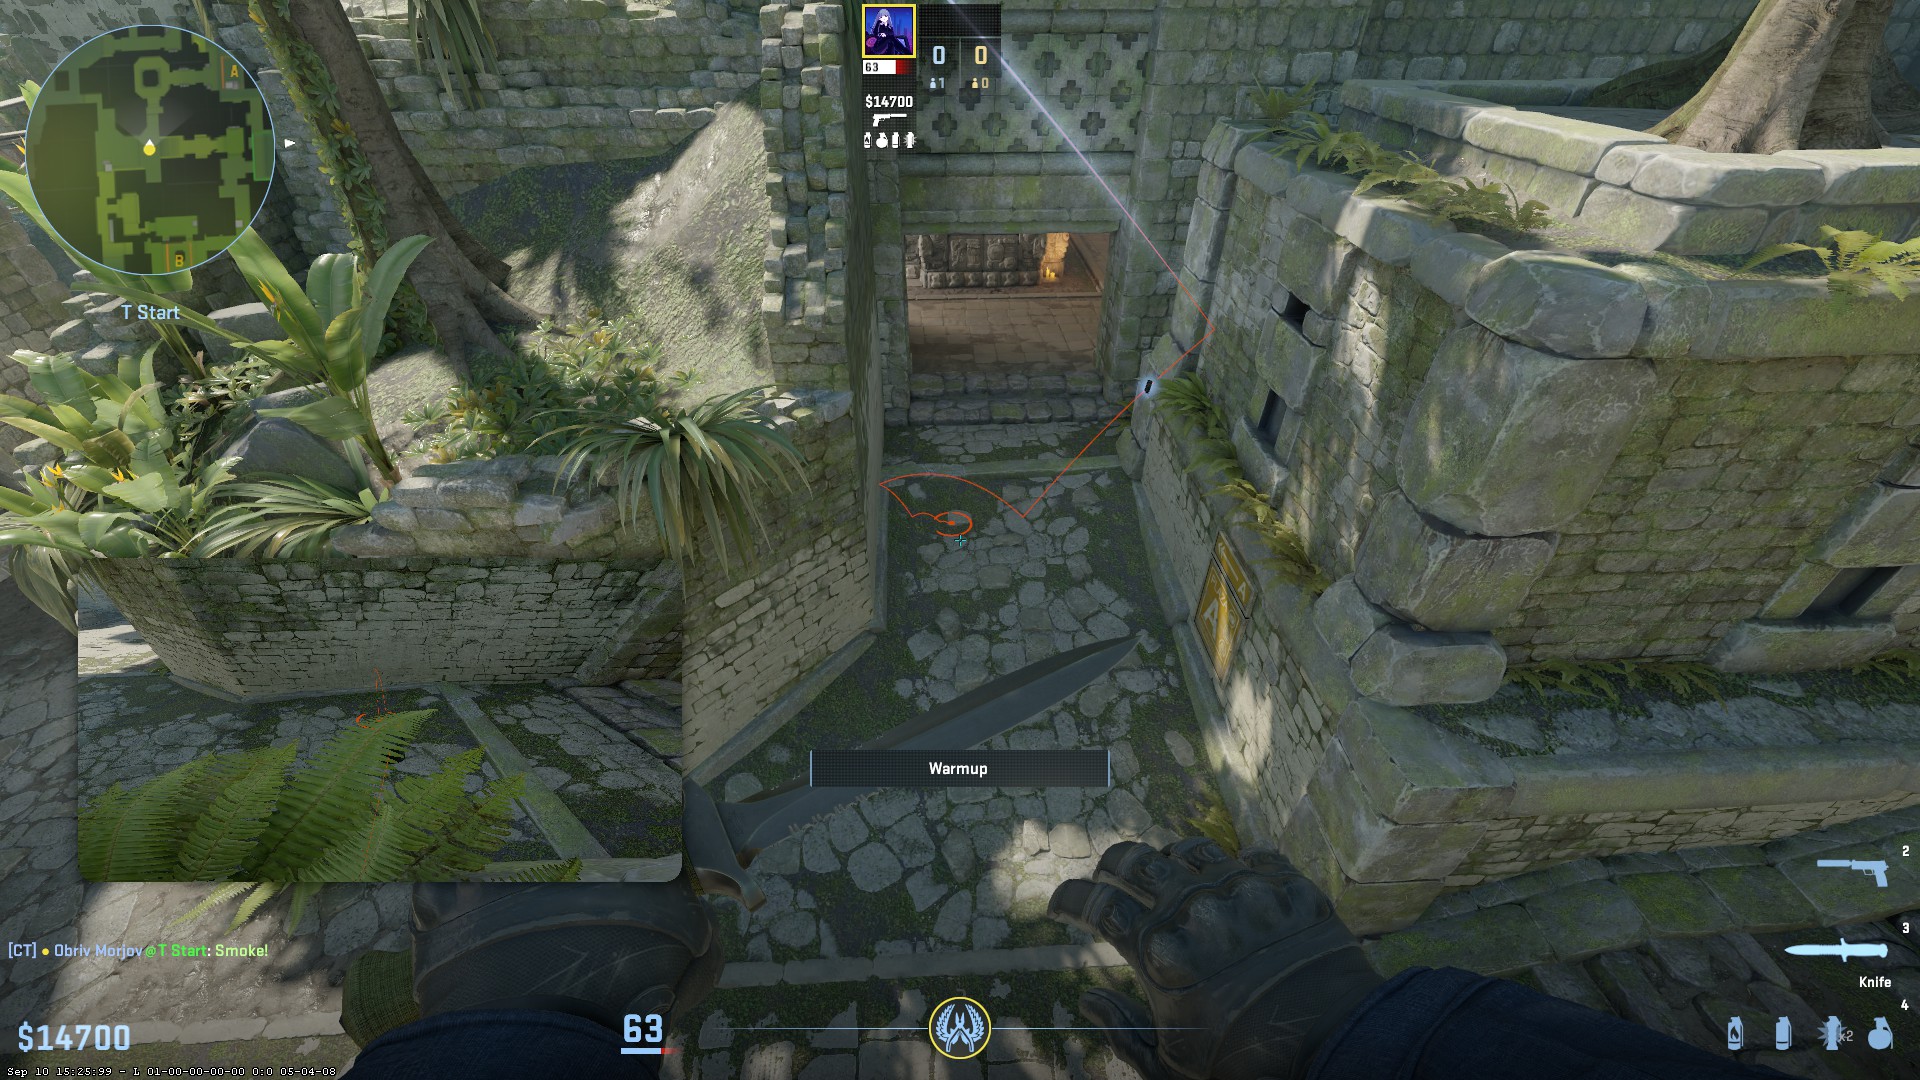 A
B
T Start
63
0
0
1
0
$14700
Warmup
[CT] ● Obriv Morjov@T Start: Smoke!
$14700
63
2
3
Knife
4
x2
Sep 10 15:25:99 - L 01-00-00-00-00 0:0 05-04-08